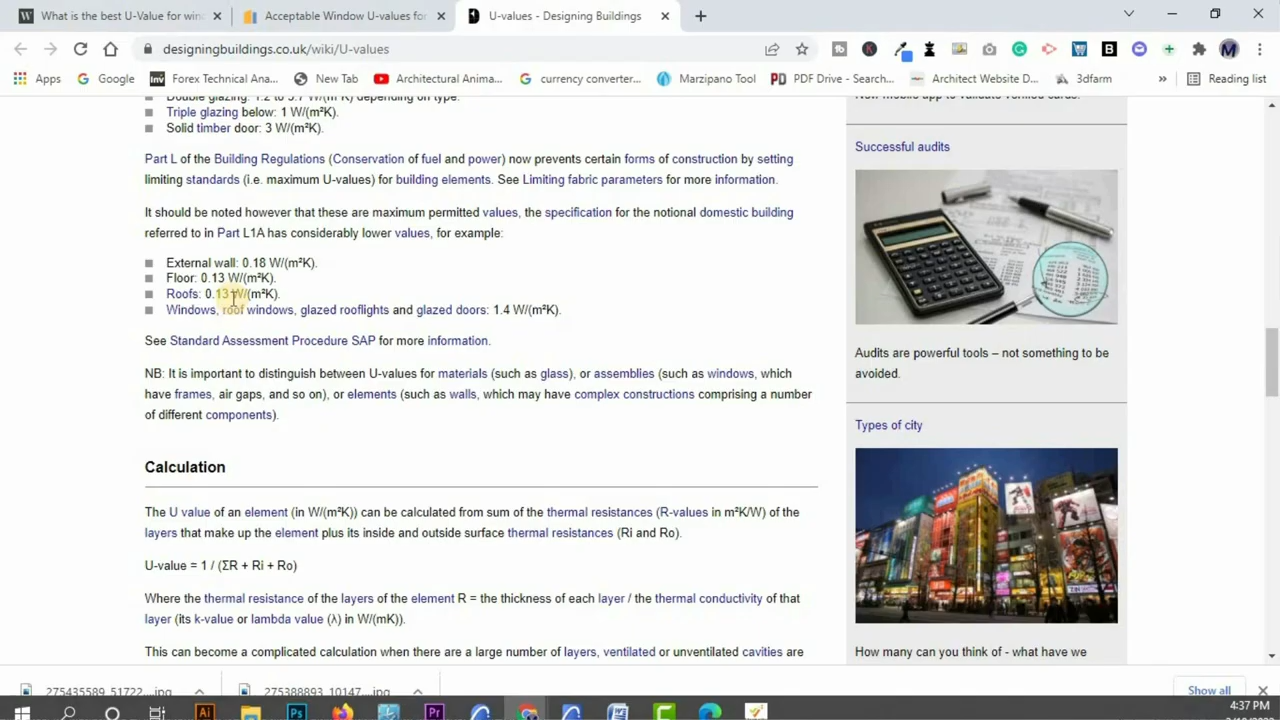 What is the best U-Value for win
Acceptable Window U-values for
U-values - Designing Buildings
designingbuildings.co.uk/wiki/U-values
Apps
Google
Forex Technical Ana...
New Tab
Architectural Anima...
currency converter...
Marzipano Tool
PDF Drive - Search...
Architect Website D...
3dfarm
»
Reading list
Double glazing: 1.2 to 3.7 W/(m²K) depending on type.
Triple glazing below: 1 W/(m²K).
Solid timber door: 3 W/(m²K).
Part L of the Building Regulations (Conservation of fuel and power) now prevents certain forms of construction by setting
limiting standards (i.e. maximum U-values) for building elements. See Limiting fabric parameters for more information.
It should be noted however that these are maximum permitted values, the specification for the notional domestic building
referred to in Part L1A has considerably lower values, for example:
External wall: 0.18 W/(m²K).
Floor: 0.13 W/(m²K).
Roofs: 0.13 W/(m²K).
Windows, roof windows, glazed rooflights and glazed doors: 1.4 W/(m²K).
See Standard Assessment Procedure SAP for more information.
NB: It is important to distinguish between U-values for materials (such as glass), or assemblies (such as windows, which
have frames, air gaps, and so on), or elements (such as walls, which may have complex constructions comprising a number
of different components).
Calculation
The U value of an element (in W/(m²K)) can be calculated from sum of the thermal resistances (R-values in m²K/W) of the
layers that make up the element plus its inside and outside surface thermal resistances (Ri and Ro).
U-value = 1 / (ΣR + Ri + Ro)
Where the thermal resistance of the layers of the element R = the thickness of each layer / the thermal conductivity of that
layer (its k-value or lambda value (λ) in W/(mK)).
This can become a complicated calculation when there are a large number of layers, ventilated or unventilated cavities are
New mobile app to validate verified cards.
Successful audits
Audits are powerful tools – not something to be
avoided.
Types of city
How many can you think of - what have we
275435589_51722....jpg
275388893_10147....jpg
Show all
4:37 PM